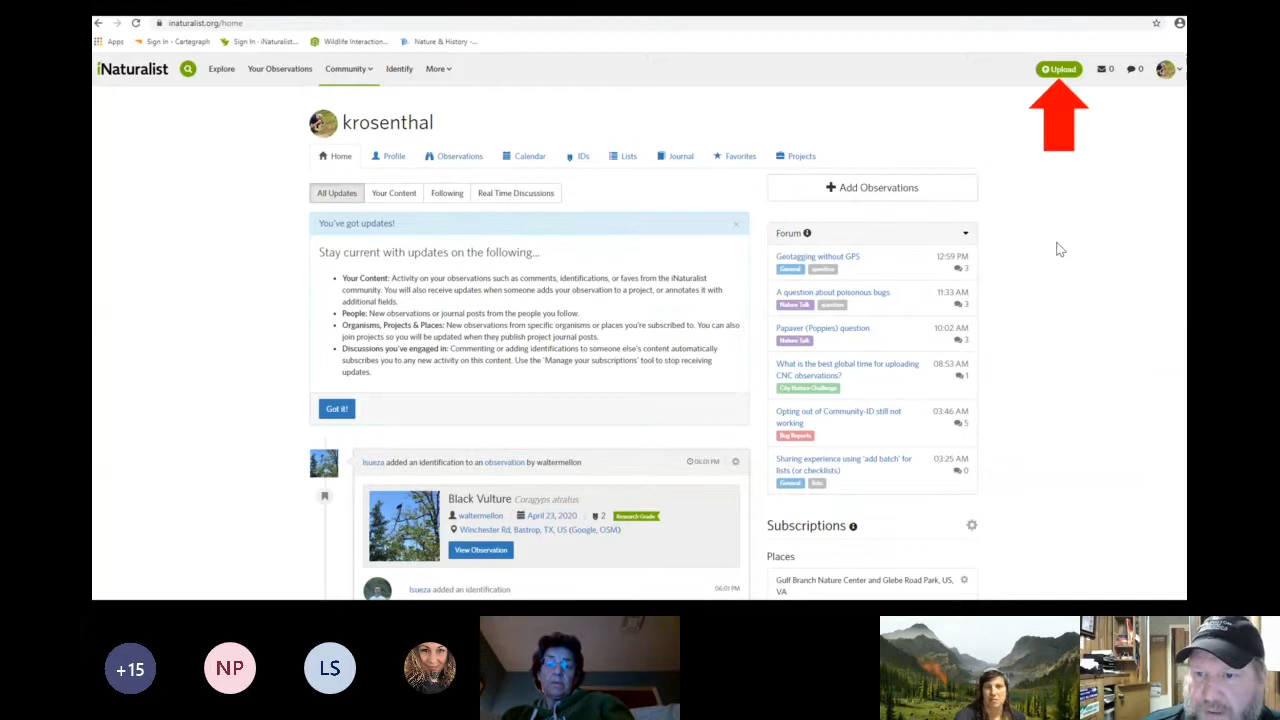 inaturalist.org/home
Apps Sign In - Cartegraph Sign In · iNaturalist... Wildlife Interaction... Nature & History -...
iNaturalist Explore Your Observations Community Identify More Upload 0 0
krosenthal
Home Profile Observations Calendar IDs Lists Journal Favorites Projects
All Updates Your Content Following Real Time Discussions
Add Observations
You've got updates!
Stay current with updates on the following...
Your Content: Activity on your observations such as comments, identifications, or faves from the iNaturalist
community. You will also receive updates when someone adds your observation to a project, or annotates it with
additional fields.
People: New observations or journal posts from the people you follow.
Organisms, Projects & Places: New observations from specific organisms or places you're subscribed to. You can also
join projects so you will be updated when they publish project journal posts.
Discussions you've engaged in: Commenting or adding identifications to someone else's content automatically
subscribes you to any new activity on this content. Use the 'Manage your subscriptions' tool to stop receiving
updates.
Got it!
lsueza added an identification to an observation by waltermellon 06:01 PM
Black Vulture Coragyps atratus
waltermellon April 23, 2020 2 Research Grade
Winchester Rd, Bastrop, TX, US (Google, OSM)
View Observation
lsueza added an identification 06:01 PM
Forum
Geotagging without GPS 12:59 PM
General question 3
A question about poisonous bugs 11:33 AM
Nature Talk question 3
Papaver (Poppies) question 10:02 AM
Nature Talk 3
What is the best global time for uploading 08:53 AM
CNC observations? 1
City Nature Challenge
Opting out of Community-ID still not 03:46 AM
working 5
Bug Reports
Sharing experience using 'add batch' for 03:25 AM
lists (or checklists) 0
General lists
Subscriptions
Places
Gulf Branch Nature Center and Glebe Road Park, US,
VA
+15 NP LS